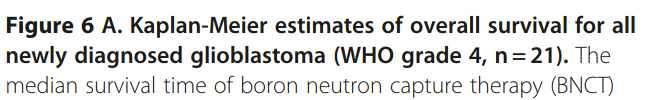 Figure 6 A. Kaplan-Meier estimates of overall survival for all
newly diagnosed glioblastoma (WHO grade 4, n = 21). The
median survival time of boron neutron capture therapy (BNCT)